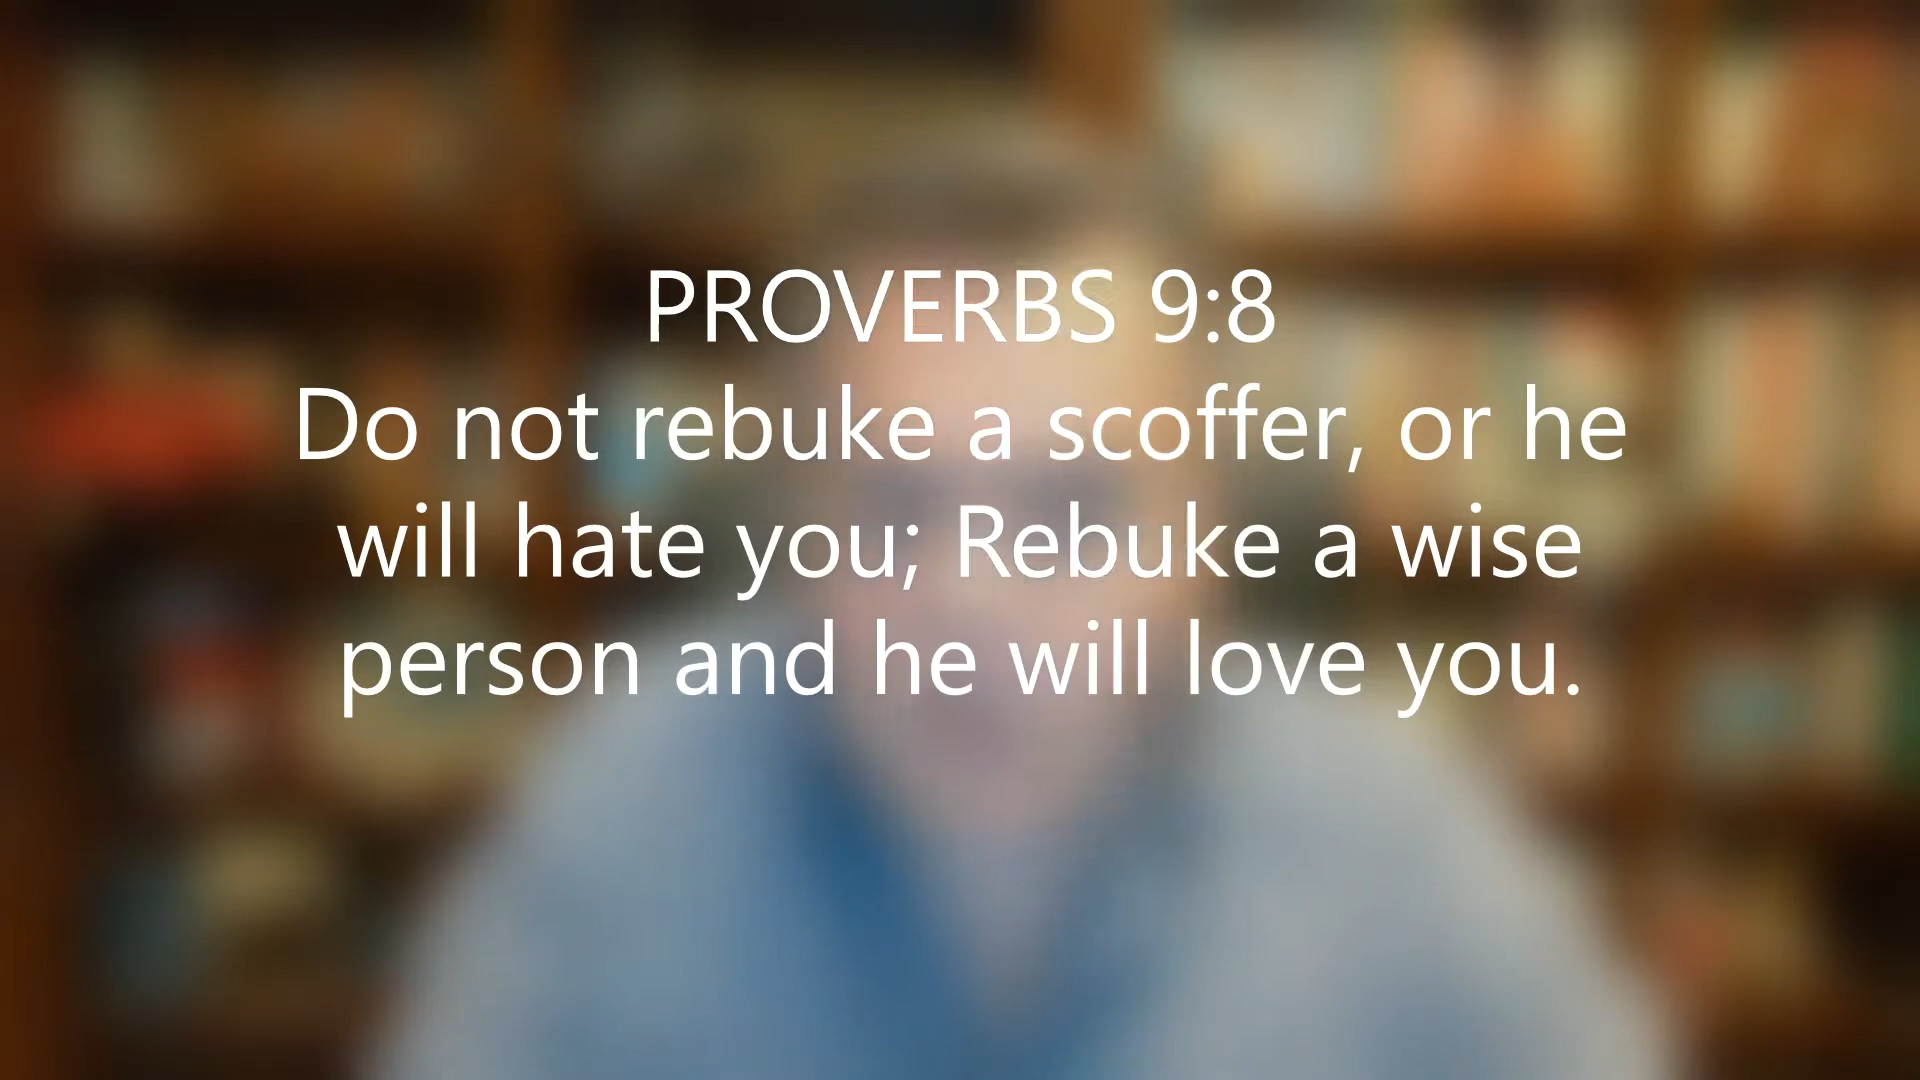 PROVERBS 9:8
Do not rebuke a scoffer, or he
will hate you; Rebuke a wise
person and he will love you.